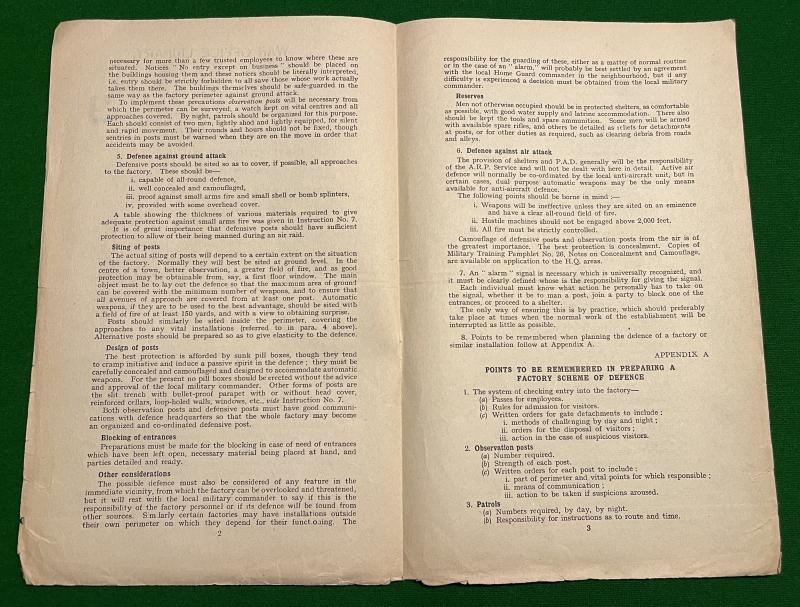 necessary for more than a few trusted employees to know where these are
situated. Notices "No entry except on business" should be placed on
the buildings housing them and these notices should be literally interpreted,
i.e. entry should be strictly forbidden to all save those whose work actually
takes them there. The buildings themselves should be safe-guarded in the
same way as the factory perimeter against ground attack.
To implement these precautions observation posts will be necessary from
which the perimeter can be surveyed, a watch kept on vital centres and all
approaches covered. By night, patrols should be organized for this purpose.
Each should consist of two men, lightly shod and lightly equipped, for silent
and rapid movement. Their rounds and hours should not be fixed, though
sentries in posts must be warned when they are on the move in order that
accidents may be avoided.
5. Defence against ground attack
Defensive posts should be sited so as to cover, if possible, all approaches
to the factory. These should be—
i. capable of all-round defence,
ii. well concealed and camouflaged,
iii. proof against small arms fire and small shell or bomb splinters,
iv. provided with some overhead cover.
A table showing the thickness of various materials required to give
adequate protection against small arms fire was given in Instruction No. 7.
It is of great importance that defensive posts should have sufficient
protection to allow of their being manned during an air raid.
Siting of posts
The actual siting of posts will depend to a certain extent on the situation
of the factory. Normally they will best be sited at ground level. In the
centre of a town, better observation, a greater field of fire, and as good
protection may be obtainable from, say, a first floor window. The main
object must be to lay out the defence so that the maximum area of ground
can be covered with the minimum number of weapons, and to ensure that
all avenues of approach are covered from at least one post. Automatic
weapons, if they are to be used to the best advantage, should be sited with
a field of fire of at least 150 yards, and with a view to obtaining surprise.
Posts should similarly be sited inside the perimeter, covering the
approaches to any vital installations (referred to in para. 4 above).
Alternative posts should be prepared so as to give elasticity to the defence.
Design of posts
The best protection is afforded by sunk pill boxes, though they tend
to cramp initiative and induce a passive spirit in the defence; they must be
carefully concealed and camouflaged and designed to accommodate automatic
weapons. For the present no pill boxes should be erected without the advice
and approval of the local military commander. Other forms of posts are
the slit trench with bullet-proof parapet with or without head cover,
reinforced cellars, loop-holed walls, windows, etc., vide Instruction No. 7.
Both observation posts and defensive posts must have good communi-
cations with defence headquarters so that the whole factory may become
an organized and co-ordinated defensive post.
Blocking of entrances
Preparations must be made for the blocking in case of need of entrances
which have been left open, necessary material being placed at hand, and
parties detailed and ready.
Other considerations
The possible defence must also be considered of any feature in the
immediate vicinity, from which the factory can be overlooked and threatened,
but it will rest with the local military commander to say if this is the
responsibility of the factory personnel or if its defence will be found from
other sources. Similarly certain factories may have installations outside
their own perimeter on which they depend for their functioning. The
2
responsibility for the guarding of these, either as a matter of normal routine
or in the case of an "alarm," will probably be best settled by an agreement
with the local Home Guard commander in the neighbourhood, but if any
difficulty is experienced a decision must be obtained from the local military
commander.
Reserves
Men not otherwise occupied should be in protected shelters, as comfortable
as possible, with good water supply and latrine accommodation. There also
should be kept the tools and spare ammunition. Some men will be armed
with available spare rifles, and others be detailed as reliefs for detachments
at posts, or for other duties as required, such as clearing debris from roads
and alleys.
6. Defence against air attack
The provision of shelters and P.A.D. generally will be the responsibility
of the A.R.P. Service and will not be dealt with here in detail. Active air
defence will normally be co-ordinated by the local anti-aircraft unit, but in
certain cases, dual purpose automatic weapons may be the only means
available for anti-aircraft defence.
The following points should be borne in mind :—
i. Weapons will be ineffective unless they are sited on an eminence
and have a clear all-round field of fire.
ii. Hostile machines should not be engaged above 2,000 feet.
iii. All fire must be strictly controlled.
Camouflage of defensive posts and observation posts from the air is of
the greatest importance. The best protection is concealment. Copies of
Military Training Pamphlet No. 26, Notes on Concealment and Camouflage,
are available on application to the H.Q. areas.
7. An "alarm" signal is necessary which is universally recognized, and
it must be clearly defined whose is the responsibility for giving the signal.
Each individual must know what action he personally has to take on
the signal, whether it be to man a post, join a party to block one of the
entrances, or proceed to a shelter.
The only way of ensuring this is by practice, which should preferably
take place at times when the normal work of the establishment will be
interrupted as little as possible.
8. Points to be remembered when planning the defence of a factory or
similar installation follow at Appendix A.
APPENDIX A
POINTS TO BE REMEMBERED IN PREPARING A
FACTORY SCHEME OF DEFENCE
1. The system of checking entry into the factory—
(a) Passes for employees.
(b) Rules for admission for visitors.
(c) Written orders for gate detachments to include;
i. methods of challenging by day and night;
ii. orders for the disposal of visitors;
iii. action in the case of suspicious visitors.
2. Observation posts
(a) Number required.
(b) Strength of each post.
(c) Written orders for each post to include;
i. part of perimeter and vital points for which responsible;
ii. means of communication;
iii. action to be taken if suspicions aroused.
3. Patrols
(a) Numbers required, by day, by night.
(b) Responsibility for instructions as to route and time.
3